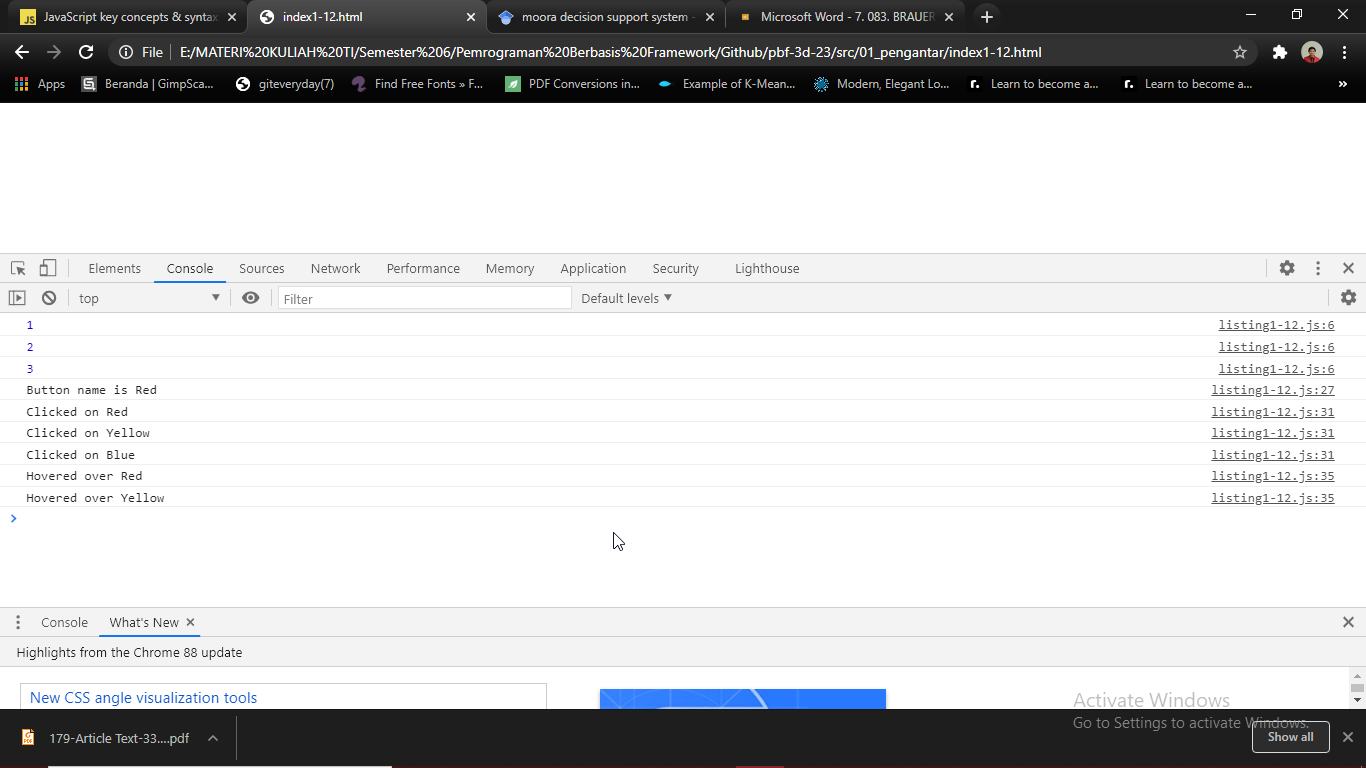 JavaScript key concepts & syntax
index1-12.html
moora decision support system -
Microsoft Word - 7. 083. BRAUER
File
E:/MATERI%20KULIAH%20TI/Semester%206/Pemrograman%20Berbasis%20Framework/Github/pbf-3d-23/src/01_pengantar/index1-12.html
Apps
Beranda | GimpSca...
giteveryday(7)
Find Free Fonts » F...
PDF Conversions in...
Example of K-Mean...
Modern, Elegant Lo...
Learn to become a...
Learn to become a...
»
Elements Console Sources Network Performance Memory Application Security Lighthouse
top Filter Default levels
1 listing1-12.js:6
2 listing1-12.js:6
3 listing1-12.js:6
Button name is Red listing1-12.js:27
Clicked on Red listing1-12.js:31
Clicked on Yellow listing1-12.js:31
Clicked on Blue listing1-12.js:31
Hovered over Red listing1-12.js:35
Hovered over Yellow listing1-12.js:35
Console What's New
Highlights from the Chrome 88 update
New CSS angle visualization tools
Activate Windows
Go to Settings to activate Windows.
179-Article Text-33....pdf
Show all